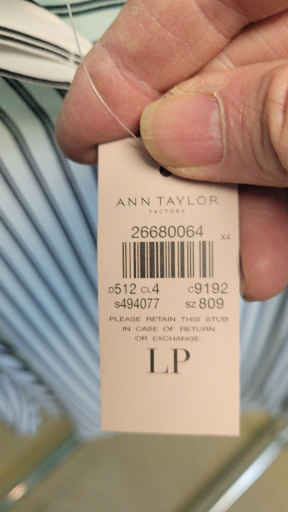 ANN TAYLOR
FACTORY
26680064 X4
D512 CL4 C9192
S494077 SZ 809
PLEASE RETAIN THIS STUB
IN CASE OF RETURN
OR EXCHANGE
LP